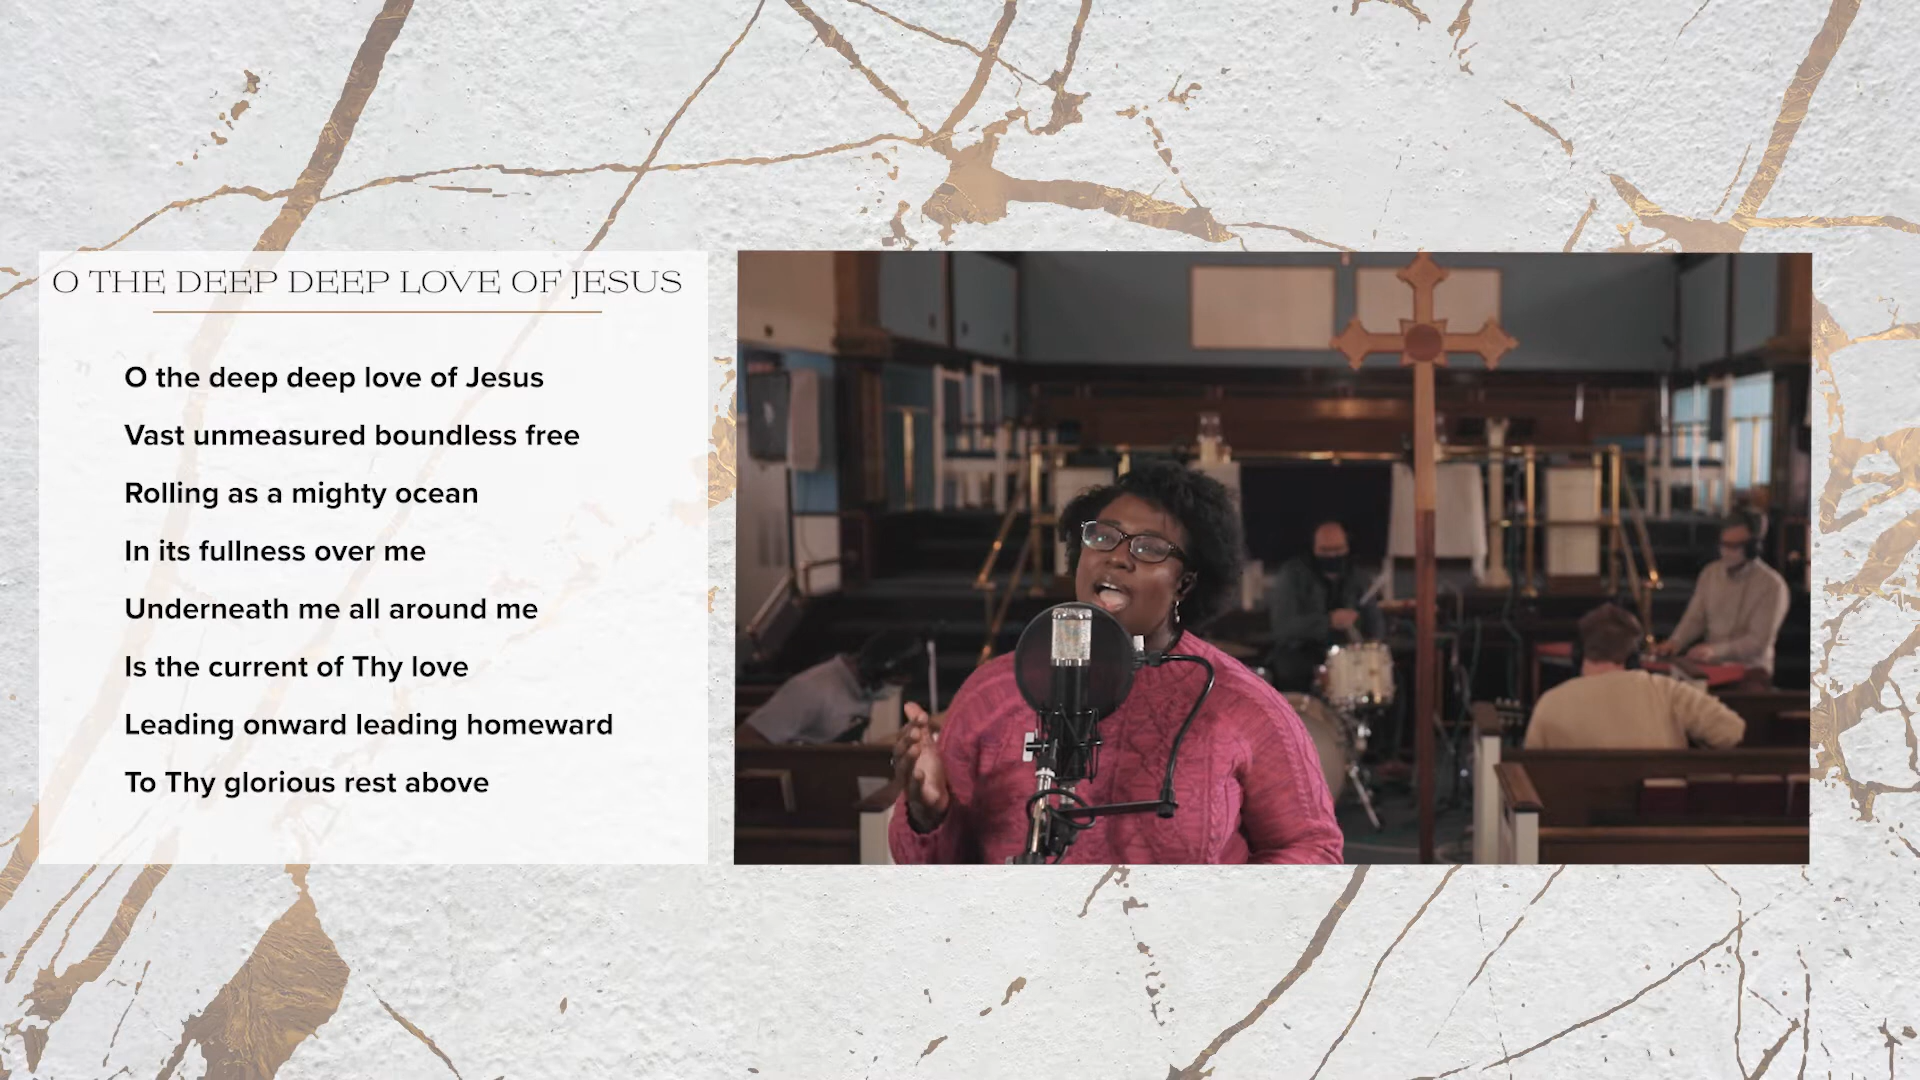 O THE DEEP DEEP LOVE OF JESUS
O the deep deep love of Jesus
Vast unmeasured boundless free
Rolling as a mighty ocean
In its fullness over me
Underneath me all around me
Is the current of Thy love
Leading onward leading homeward
To Thy glorious rest above